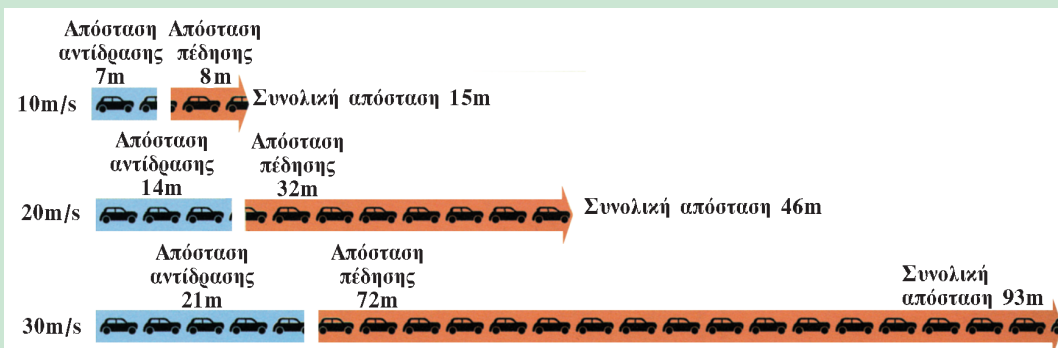 Απόσταση
αντίδρασης
7m
Απόσταση
πέδησης
8m
10m/s
Συνολική απόσταση 15m
Απόσταση
αντίδρασης
14m
Απόσταση
πέδησης
32m
20m/s
Συνολική απόσταση 46m
Απόσταση
αντίδρασης
21m
Απόσταση
πέδησης
72m
Συνολική
απόσταση 93m
30m/s